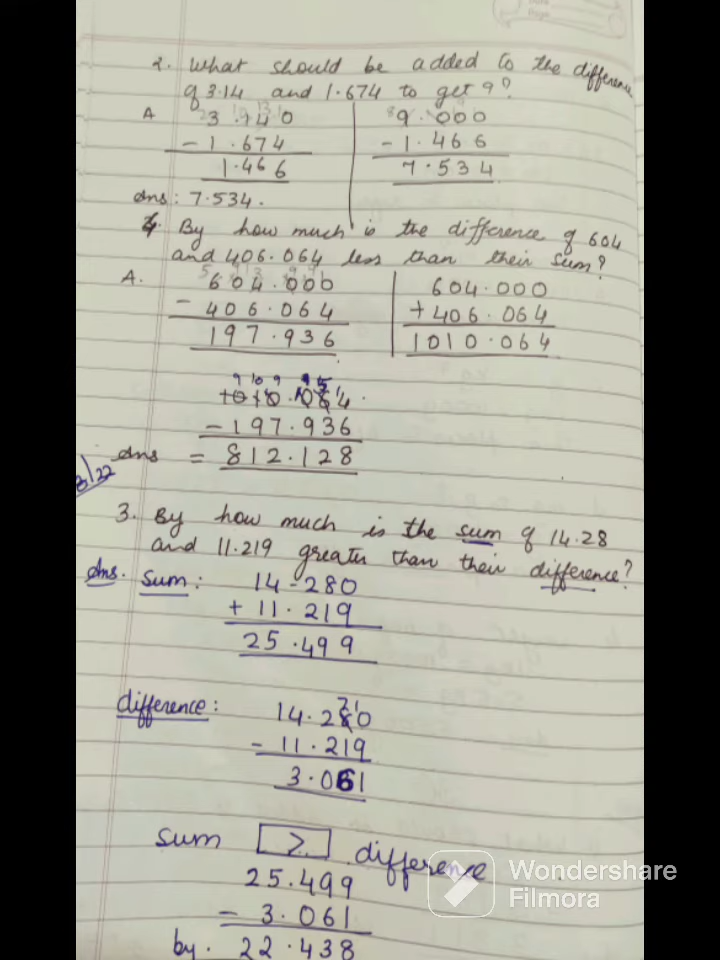 2. What should be added to the difference
of 3.14 and 1.674 to get 9?
A 3.140 9.000
- 1.674 - 1.466
1.466 7.534
Ans: 7.534.
4. By how much is the difference of 604
and 406.064 less than their sum?
A. 604.000 604.000
- 406.064 + 406.064
197.936 1010.064
1010.064
- 197.936
Ans = 812.128
3. By how much is the sum of 14.28
and 11.219 greater than their difference?
Ans. Sum: 14.280
+ 11.219
25.499
difference: 14.280
- 11.219
3.061
sum > difference
25.499
- 3.061
by. 22.438
Wondershare
Filmora